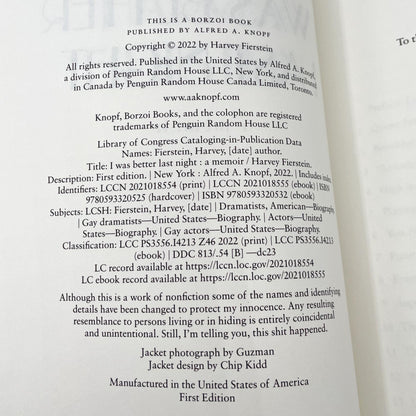 THIS IS A BORZOI BOOK
PUBLISHED BY ALFRED A. KNOPF
Copyright © 2022 by Harvey Fierstein
All rights reserved. Published in the United States by Alfred A. Knopf,
a division of Penguin Random House LLC, New York, and distributed
in Canada by Penguin Random House Canada Limited, Toronto.
www.aaknopf.com
Knopf, Borzoi Books, and the colophon are registered
trademarks of Penguin Random House LLC
Library of Congress Cataloging-in-Publication Data
Names: Fierstein, Harvey, [date] author.
Title: I was better last night : a memoir / Harvey Fierstein.
Description: First edition. | New York : Alfred A. Knopf, 2022. | Includes index.
Identifiers: LCCN 2021018554 (print) | LCCN 2021018555 (ebook) | ISBN
9780593320525 (hardcover) | ISBN 9780593320532 (ebook)
Subjects: LCSH: Fierstein, Harvey, [date] | Dramatists, American—Biography.
| Gay dramatists—United States—Biography. | Actors—United
States—Biography. | Gay actors—United States—Biography.
Classification: LCC PS3556.I4213 Z46 2022 (print) | LCC PS3556.I4213
(ebook) | DDC 813/.54 [B] —dc23
LC record available at https://lccn.loc.gov/2021018554
LC ebook record available at https://lccn.loc.gov/2021018555
Although this is a work of nonfiction some of the names and identifying
details have been changed to protect my innocence. Any resulting
resemblance to persons living or in hiding is entirely coincidental
and unintentional. Still, I'm telling you, this shit happened.
Jacket photograph by Guzman
Jacket design by Chip Kidd
Manufactured in the United States of America
First Edition
To th